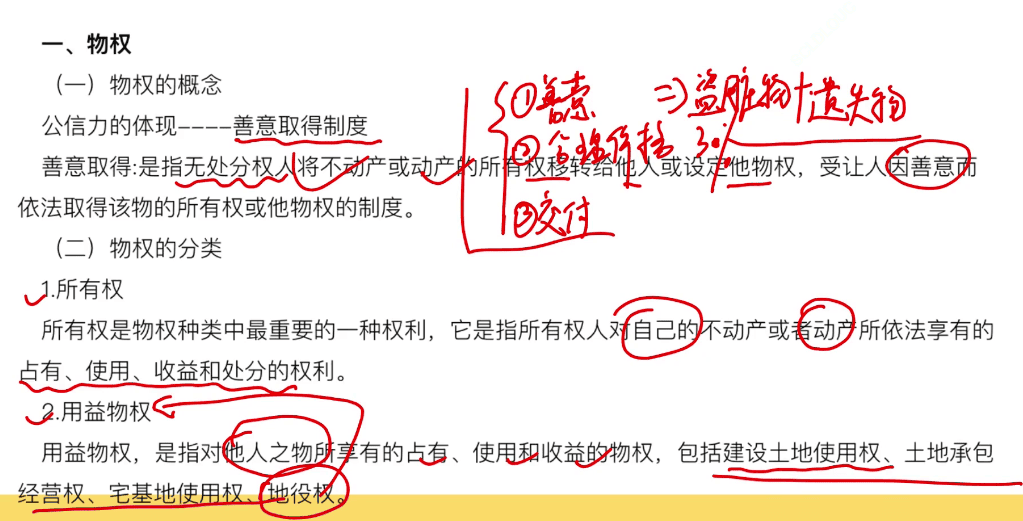 一、物权
（一）物权的概念
公信力的体现----善意取得制度
善意取得:是指无处分权人将不动产或动产的所有权移转给他人或设定他物权，受让人因善意而
依法取得该物的所有权或他物权的制度。
（二）物权的分类
1.所有权
所有权是物权种类中最重要的一种权利，它是指所有权人对自己的不动产或者动产所依法享有的
占有、使用、收益和处分的权利。
2.用益物权
用益物权，是指对他人之物所享有的占有、使用和收益的物权，包括建设土地使用权、土地承包
经营权、宅基地使用权、地役权。
①善意 => 盗脏物+遗失物
②合理价格
③交付